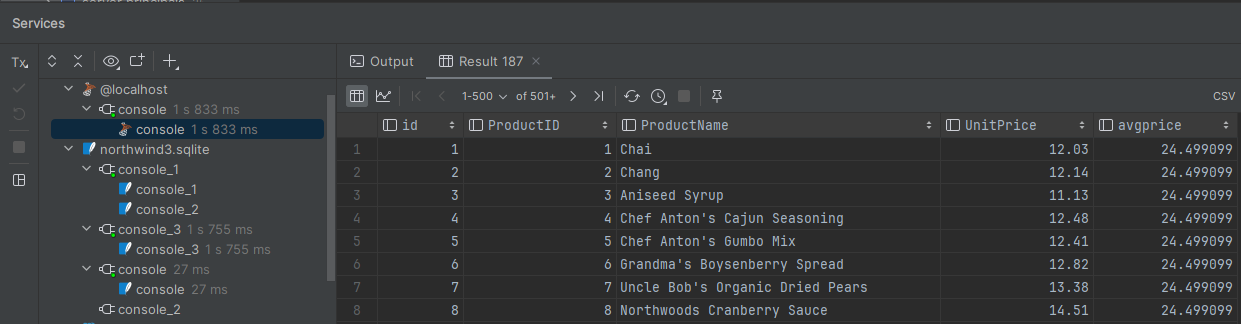 server.principals
Services
Tx
Output
Result 187
@localhost
console 1 s 833 ms
console 1 s 833 ms
northwind3.sqlite
console_1
console_1
console_2
console_3 1 s 755 ms
console_3 1 s 755 ms
console 27 ms
console 27 ms
console_2
1-500 of 501+
CSV
id ProductID ProductName UnitPrice avgprice
1 1 1 Chai 12.03 24.499099
2 2 2 Chang 12.14 24.499099
3 3 3 Aniseed Syrup 11.13 24.499099
4 4 4 Chef Anton's Cajun Seasoning 12.48 24.499099
5 5 5 Chef Anton's Gumbo Mix 12.41 24.499099
6 6 6 Grandma's Boysenberry Spread 12.82 24.499099
7 7 7 Uncle Bob's Organic Dried Pears 13.38 24.499099
8 8 8 Northwoods Cranberry Sauce 14.51 24.499099